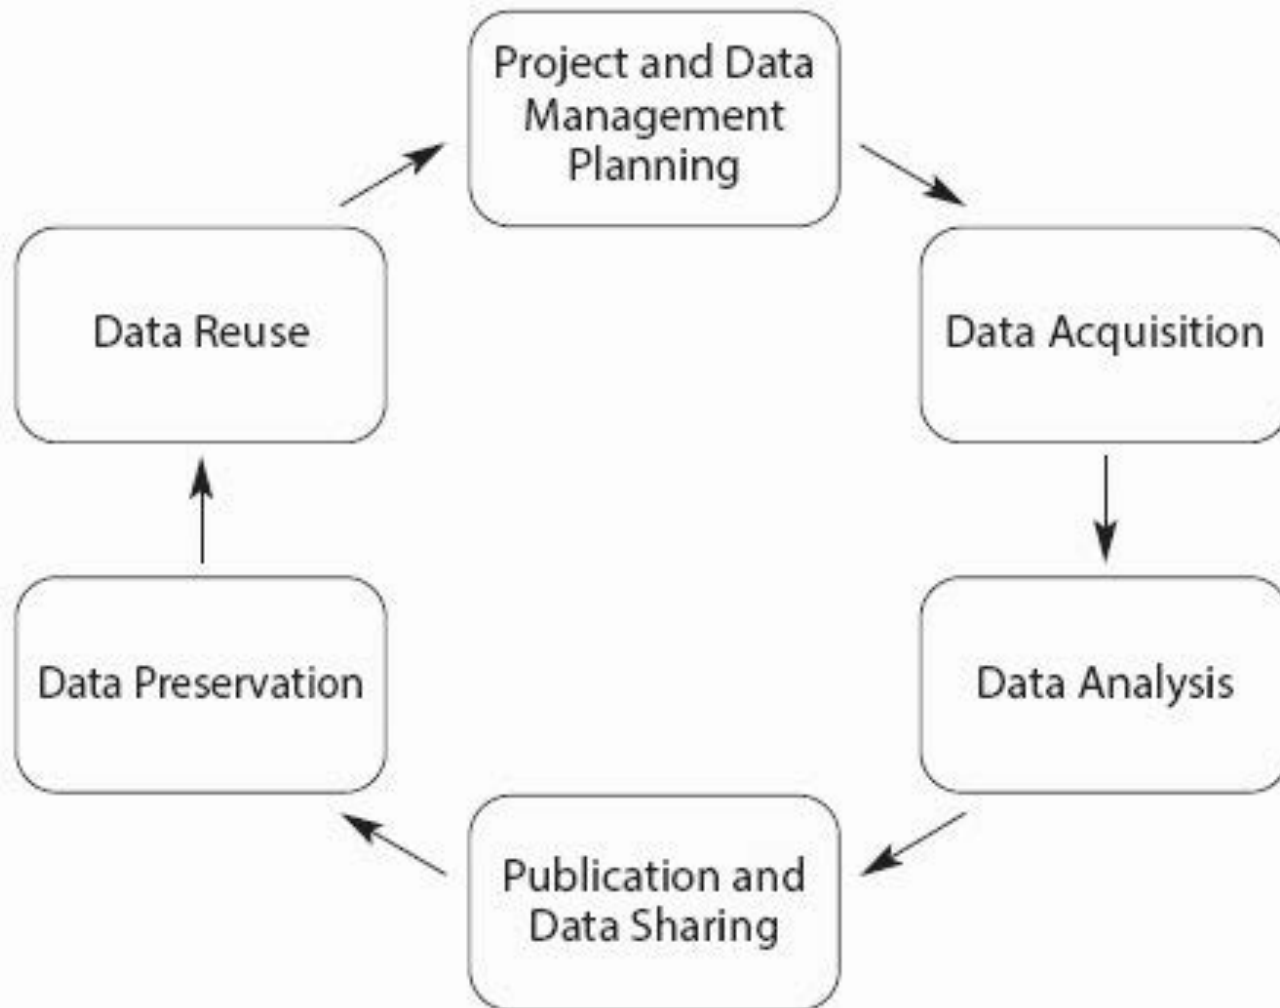 Project and Data
Management
Planning
Data Acquisition
Data Analysis
Publication and
Data Sharing
Data Preservation
Data Reuse